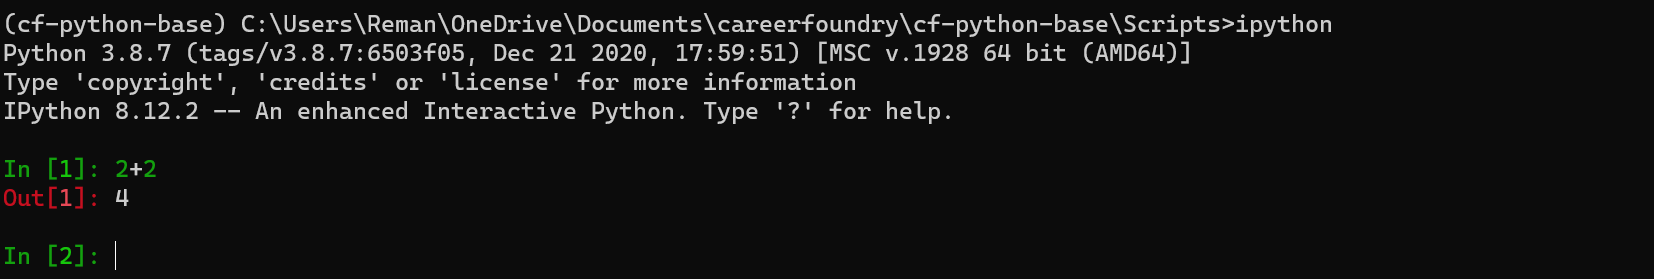 (cf-python-base) C:\Users\Reman\OneDrive\Documents\careerfoundry\cf-python-base\Scripts>ipython
Python 3.8.7 (tags/v3.8.7:6503f05, Dec 21 2020, 17:59:51) [MSC v.1928 64 bit (AMD64)]
Type 'copyright', 'credits' or 'license' for more information
IPython 8.12.2 -- An enhanced Interactive Python. Type '?' for help.
In [1]: 2+2
Out[1]: 4
In [2]: